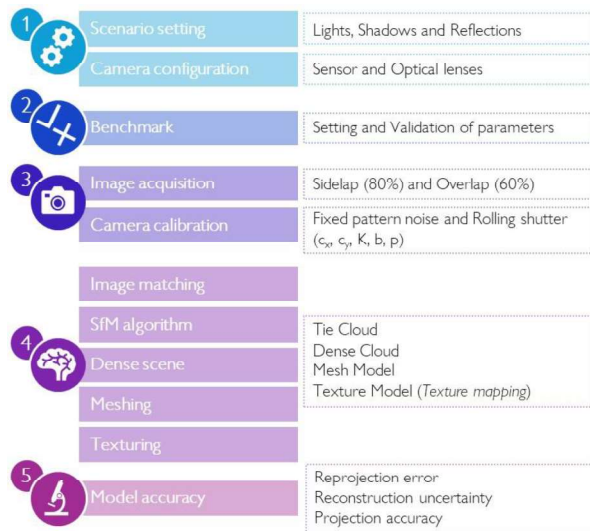 1
Scenario setting
Lights, Shadows and Reflections
Camera configuration
Sensor and Optical lenses
2
Benchmark
Setting and Validation of parameters
3
Image acquisition
Sidelap (80%) and Overlap (60%)
Camera calibration
Fixed pattern noise and Rolling shutter
(cₓ, cᵧ, K, b, p)
4
Image matching
SfM algorithm
Dense scene
Meshing
Texturing
Tie Cloud
Dense Cloud
Mesh Model
Texture Model (Texture mapping)
5
Model accuracy
Reprojection error
Reconstruction uncertainty
Projection accuracy